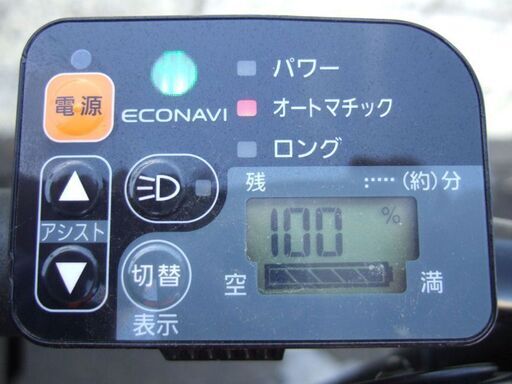 電源
ECONAVI
パワー
オートマチック
ロング
アシスト
切替
表示
残 (約)分
100 %
空 満